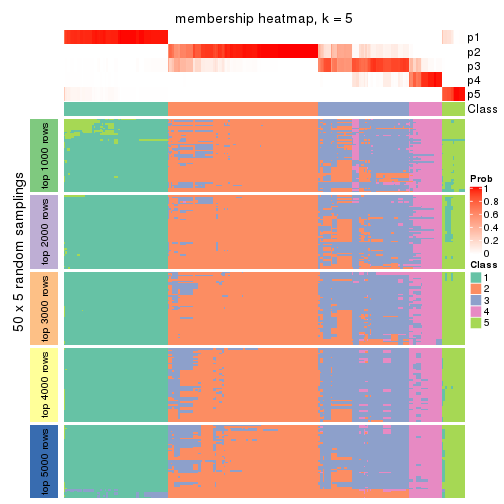 membership heatmap, k = 5
p1
p2
p3
p4
p5
Class
50 x 5 random samplings
top 1000 rows
top 2000 rows
top 3000 rows
top 4000 rows
top 5000 rows
Prob
1
0.8
0.6
0.4
0.2
0
Class
1
2
3
4
5